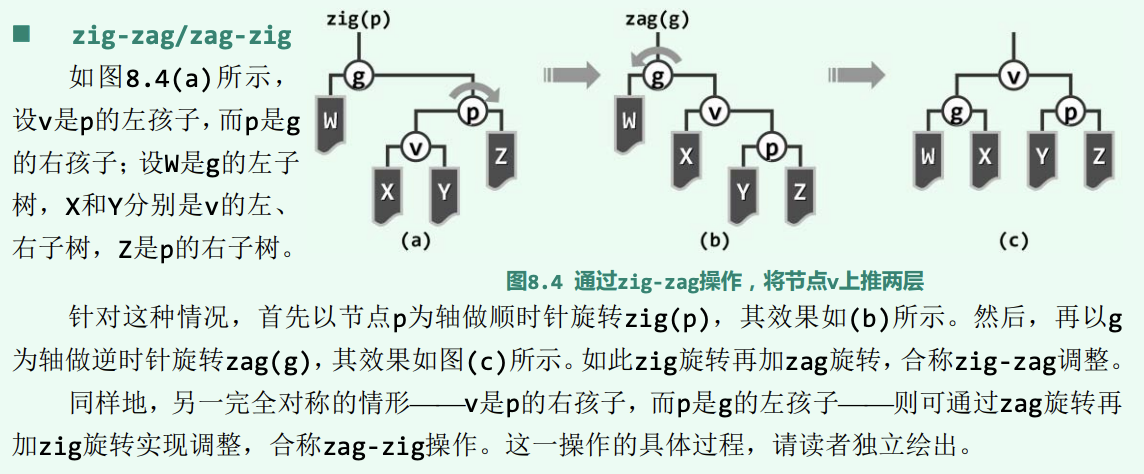 ■ zig-zag/zag-zig
如图8.4(a)所示，
设v是p的左孩子，而p是g
的右孩子；设W是g的左子
树，X和Y分别是v的左、
右子树，Z是p的右子树。
zig(p)
g
W
p
v
Z
X Y
(a)
zag(g)
g
W
v
X
p
Y Z
(b)
v
g p
W X Y Z
(c)
图8.4 通过zig-zag操作，将节点v上推两层
针对这种情况，首先以节点p为轴做顺时针旋转zig(p)，其效果如(b)所示。然后，再以g
为轴做逆时针旋转zag(g)，其效果如图(c)所示。如此zig旋转再加zag旋转，合称zig-zag调整。
同样地，另一完全对称的情形——v是p的右孩子，而p是g的左孩子——则可通过zag旋转再
加zig旋转实现调整，合称zag-zig操作。这一操作的具体过程，请读者独立绘出。